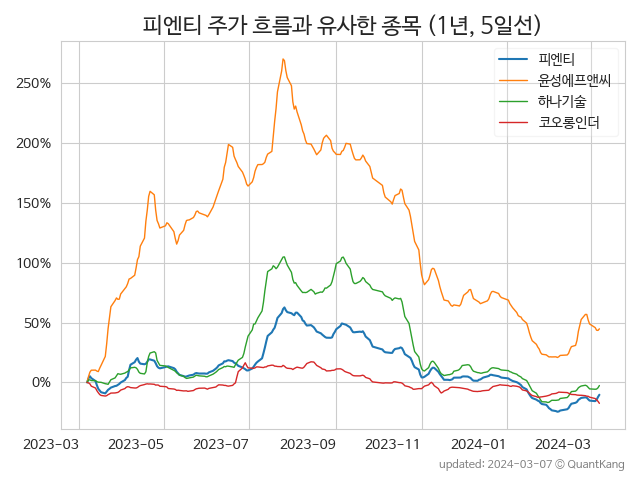 피엔티 주가 흐름과 유사한 종목 (1년, 5일선)
피엔티
윤성에프앤씨
하나기술
코오롱인더
250%
200%
150%
100%
50%
0%
2023-03 2023-05 2023-07 2023-09 2023-11 2024-01 2024-03
updated: 2024-03-07 © QuantKang